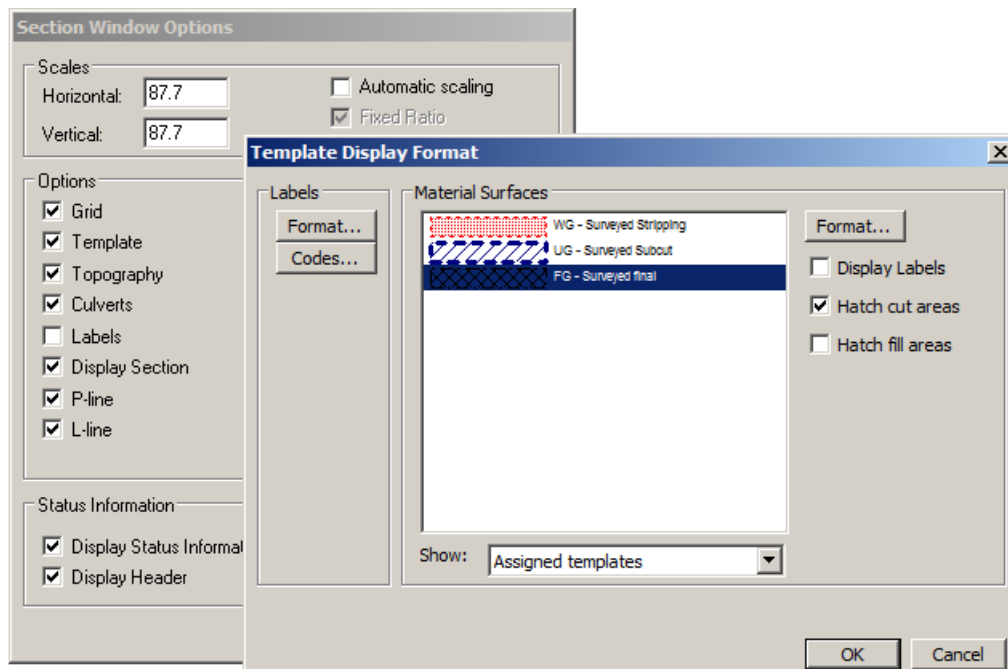 Section Window Options
Scales
Horizontal: 87.7
Automatic scaling
Vertical: 87.7
Fixed Ratio
Options
Grid
Template
Topography
Culverts
Labels
Display Section
P-line
L-line
Status Information
Display Status Informat
Display Header
Template Display Format
Labels
Format...
Codes...
Material Surfaces
WG - Surveyed Stripping
UG - Surveyed Subcut
FG - Surveyed final
Format...
Display Labels
Hatch cut areas
Hatch fill areas
Show: Assigned templates
OK
Cancel